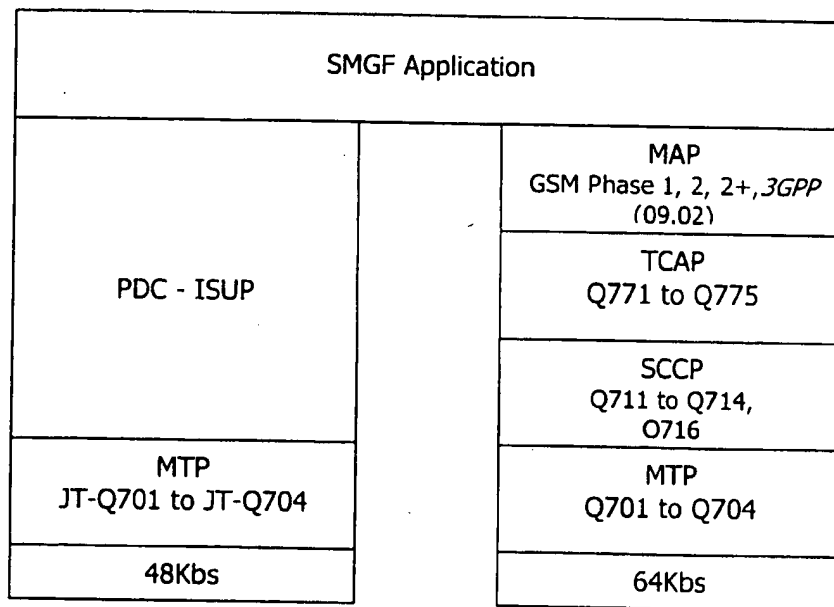 SMGF Application
PDC - ISUP
MTP
JT-Q701 to JT-Q704
48Kbs
MAP
GSM Phase 1, 2, 2+, 3GPP
(09.02)
TCAP
Q771 to Q775
SCCP
Q711 to Q714,
Q716
MTP
Q701 to Q704
64Kbs